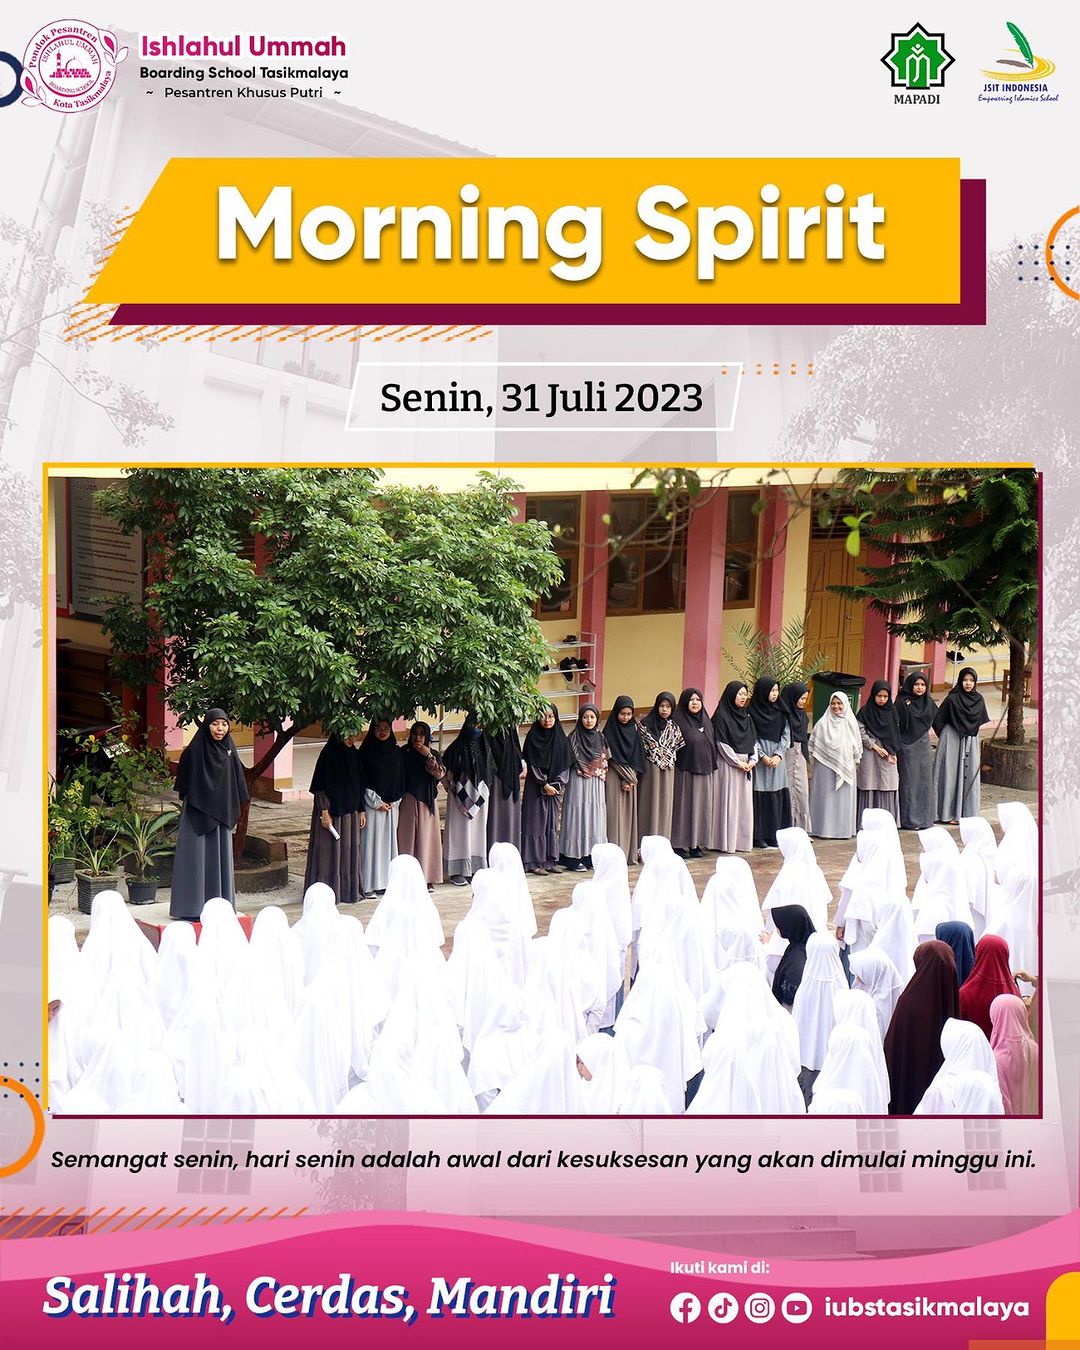 Pondok Pesantren
ISHLAHUL UMMAH
BOARDING SCHOOL
Kota Tasikmalaya
Ishlahul Ummah
Boarding School Tasikmalaya
~ Pesantren Khusus Putri ~
MAPADI
JSIT INDONESIA
Empowering Islamics School
Morning Spirit
Senin, 31 Juli 2023
Semangat senin, hari senin adalah awal dari kesuksesan yang akan dimulai minggu ini.
Salihah, Cerdas, Mandiri
Ikuti kami di:
iubstasikmalaya